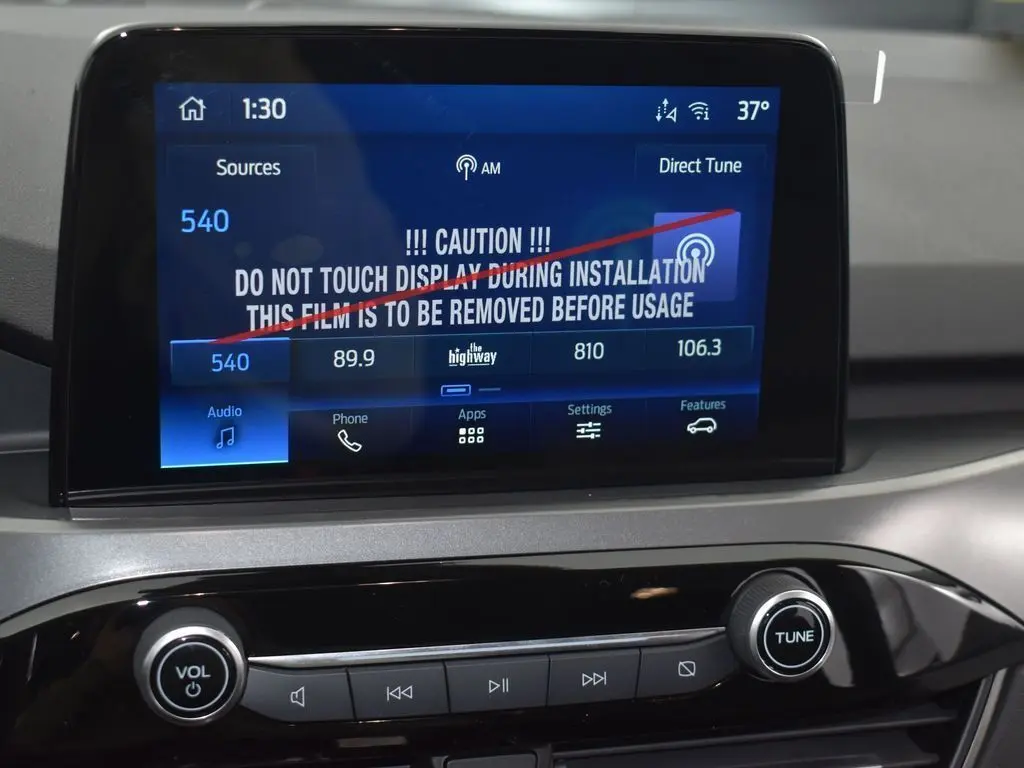 1:30
37°
Sources
AM
Direct Tune
540
!!! CAUTION !!!
DO NOT TOUCH DISPLAY DURING INSTALLATION
THIS FILM IS TO BE REMOVED BEFORE USAGE
540
89.9
the highway
810
106.3
Audio
Phone
Apps
Settings
Features
VOL
TUNE